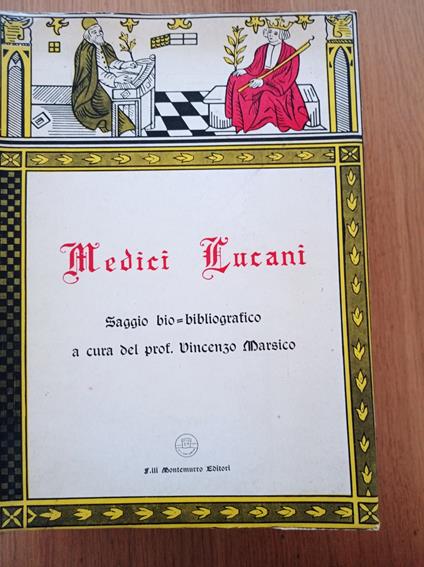 Medici Lucani
Saggio bio=bibliografico
a cura del prof. Vincenzo Marsico
F.lli Montemurro Editori